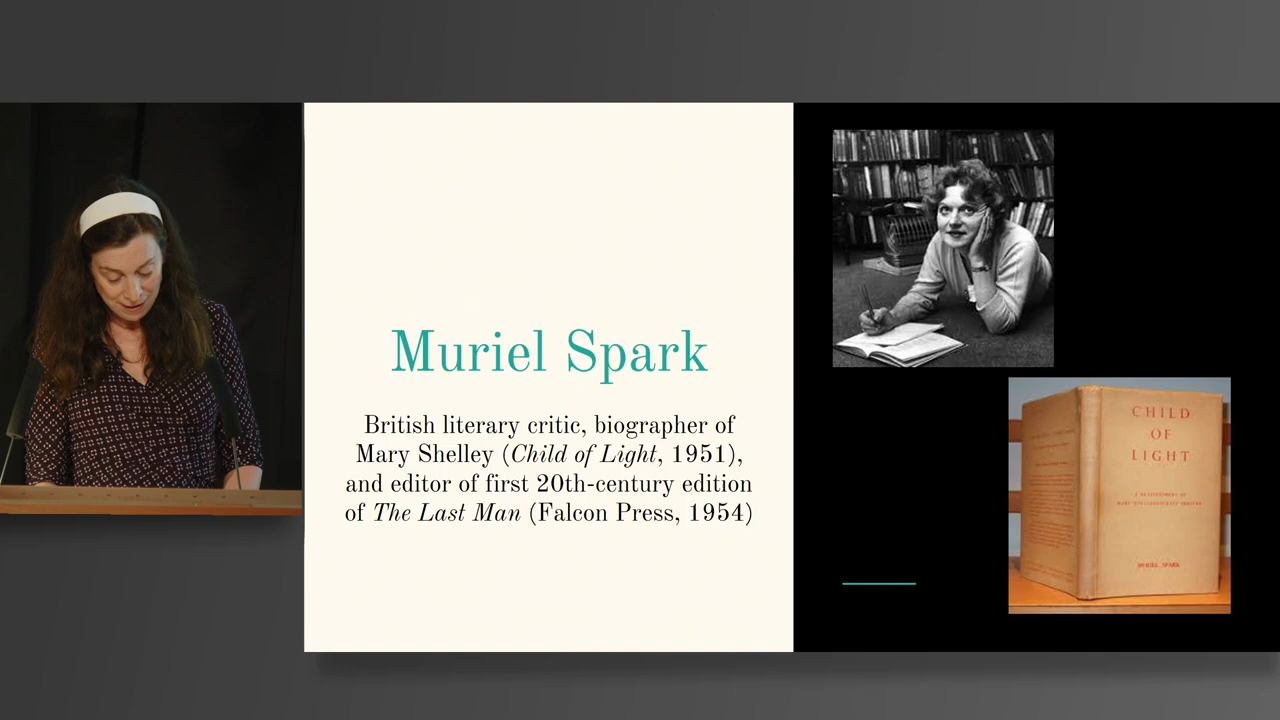 Muriel Spark
British literary critic, biographer of
Mary Shelley (Child of Light, 1951),
and editor of first 20th-century edition
of The Last Man (Falcon Press, 1954)
CHILD
OF
LIGHT
MURIEL SPARK